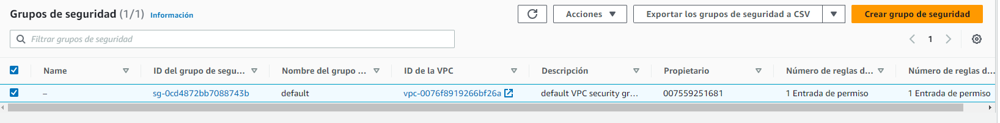 Grupos de seguridad (1/1) Información
Acciones
Exportar los grupos de seguridad a CSV
Crear grupo de seguridad
Filtrar grupos de seguridad
1
Name ID del grupo de segu... Nombre del grupo ... ID de la VPC Descripción Propietario Número de reglas d... Número de reglas d...
– sg-0cd4872bb7088743b default vpc-0076f8919266bf26a default VPC security gr... 007559251681 1 Entrada de permiso 1 Entrada de permiso